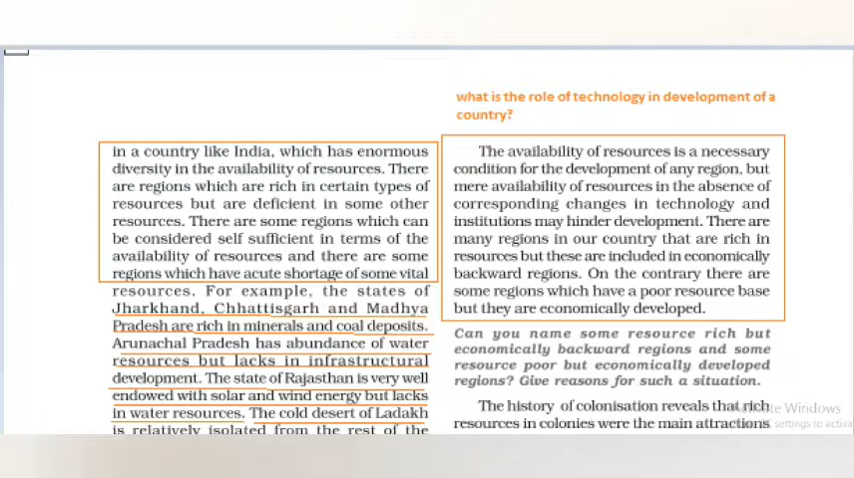 in a country like India, which has enormous
diversity in the availability of resources. There
are regions which are rich in certain types of
resources but are deficient in some other
resources. There are some regions which can
be considered self sufficient in terms of the
availability of resources and there are some
regions which have acute shortage of some vital
resources. For example, the states of
Jharkhand, Chhattisgarh and Madhya
Pradesh are rich in minerals and coal deposits.
Arunachal Pradesh has abundance of water
resources but lacks in infrastructural
development. The state of Rajasthan is very well
endowed with solar and wind energy but lacks
in water resources. The cold desert of Ladakh
is relatively isolated from the rest of the
what is the role of technology in development of a
country?
The availability of resources is a necessary
condition for the development of any region, but
mere availability of resources in the absence of
corresponding changes in technology and
institutions may hinder development. There are
many regions in our country that are rich in
resources but these are included in economically
backward regions. On the contrary there are
some regions which have a poor resource base
but they are economically developed.
Can you name some resource rich but
economically backward regions and some
resource poor but economically developed
regions? Give reasons for such a situation.
The history of colonisation reveals that rich
resources in colonies were the main attractions
Windows
settings to activa